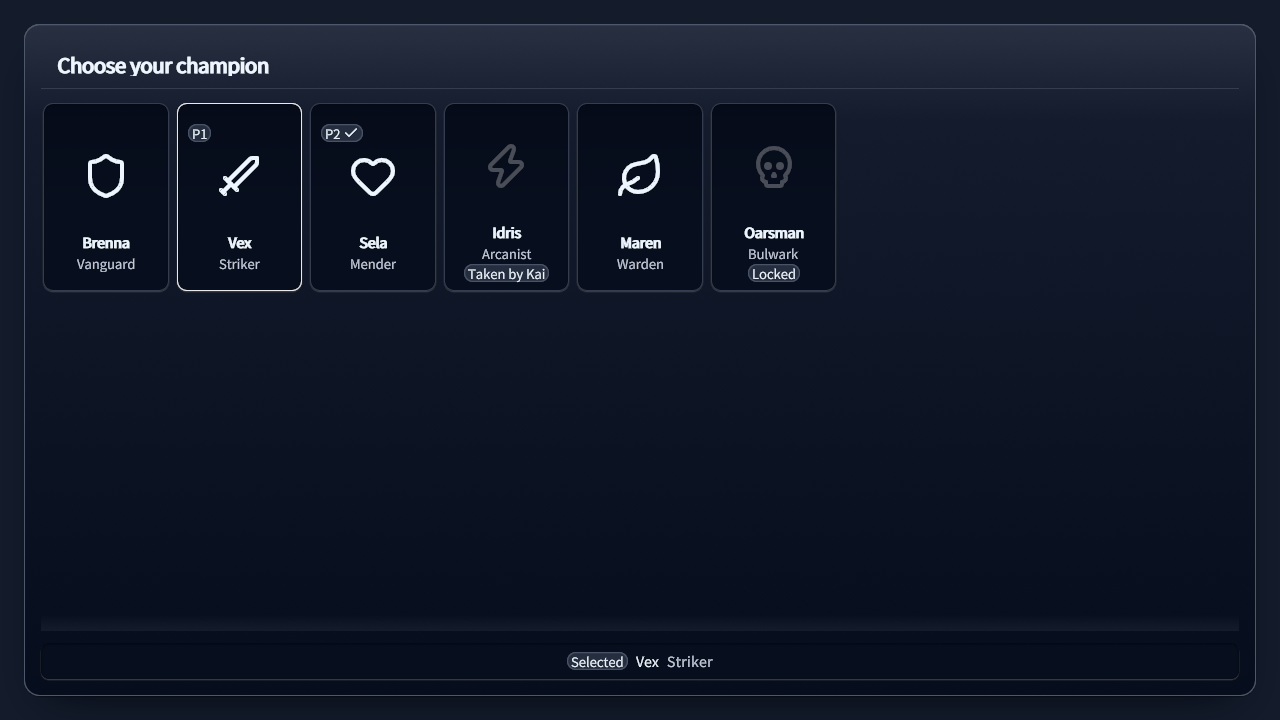 Choose your champion
Brenna
Vanguard
P1
Vex
Striker
P2
Sela
Mender
Idris
Arcanist
Taken by Kai
Maren
Warden
Oarsman
Bulwark
Locked
Selected Vex Striker